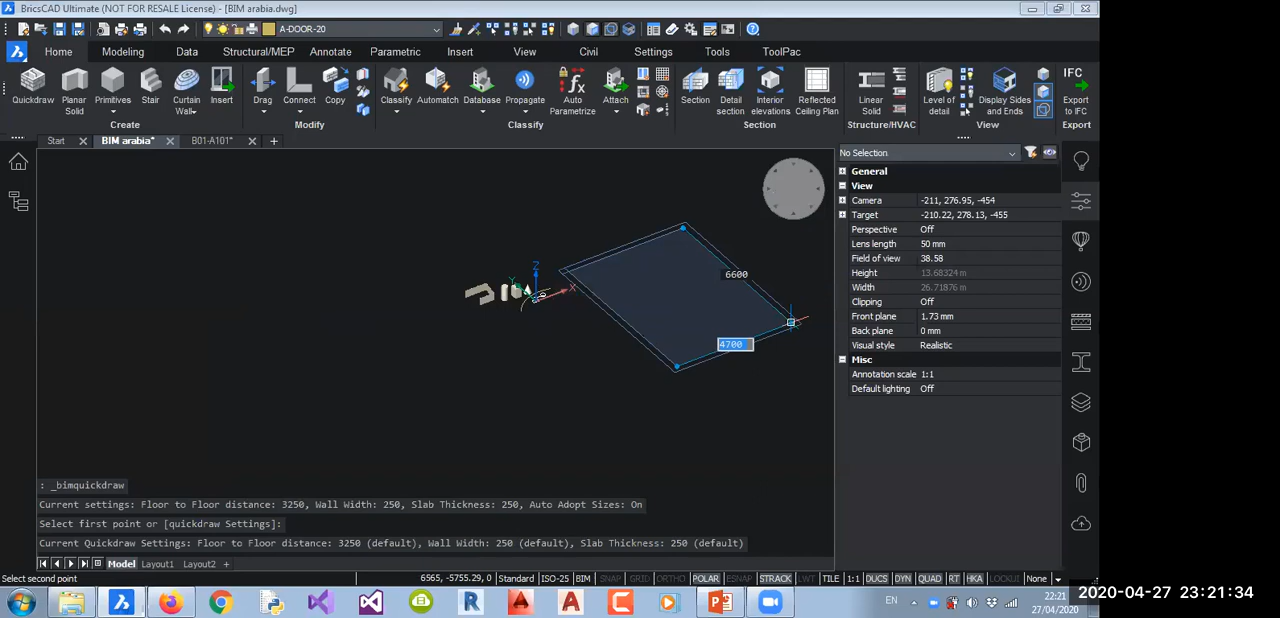 BricsCAD Ultimate (NOT FOR RESALE License) - [BIM arabia.dwg]
A-DOOR-20
Home Modeling Data Structural/MEP Annotate Parametric Insert View Civil Settings Tools ToolPac
Quickdraw Planar Solid Primitives Stair Curtain Wall Insert Drag Connect Copy Classify Automatch Database Propagate Auto Parametrize Attach Section Detail section Interior elevations Reflected Ceiling Plan Linear Solid Level of detail Display Sides and Ends IFC Export to IFC
Create Modify Classify Section Structure/HVAC View Export
Start BIM arabia* B01-A101*
No Selection
General
View
Camera -211, 276.95, -454
Target -210.22, 278.13, -455
Perspective Off
Lens length 50 mm
Field of view 38.58
Height 13.68324 m
Width 26.71876 m
Clipping Off
Front plane 1.73 mm
Back plane 0 mm
Visual style Realistic
Misc
Annotation scale 1:1
Default lighting Off
Z
Y
X
6600
4700
: _bimquickdraw
Current settings: Floor to Floor distance: 3250, Wall Width: 250, Slab Thickness: 250, Auto Adopt Sizes: On
Select first point or [quickdraw Settings]:
Current Quickdraw Settings: Floor to Floor distance: 3250 (default), Wall Width: 250 (default), Slab Thickness: 250 (default)
Model Layout1 Layout2
Select second point
6565, -5755.29, 0 Standard ISO-25 BIM SNAP GRID ORTHO POLAR ESNAP STRACK LWT TILE 1:1 DUCS DYN QUAD RT HKA LOCKUI None
EN
22:21
27/04/2020
2020-04-27 23:21:34